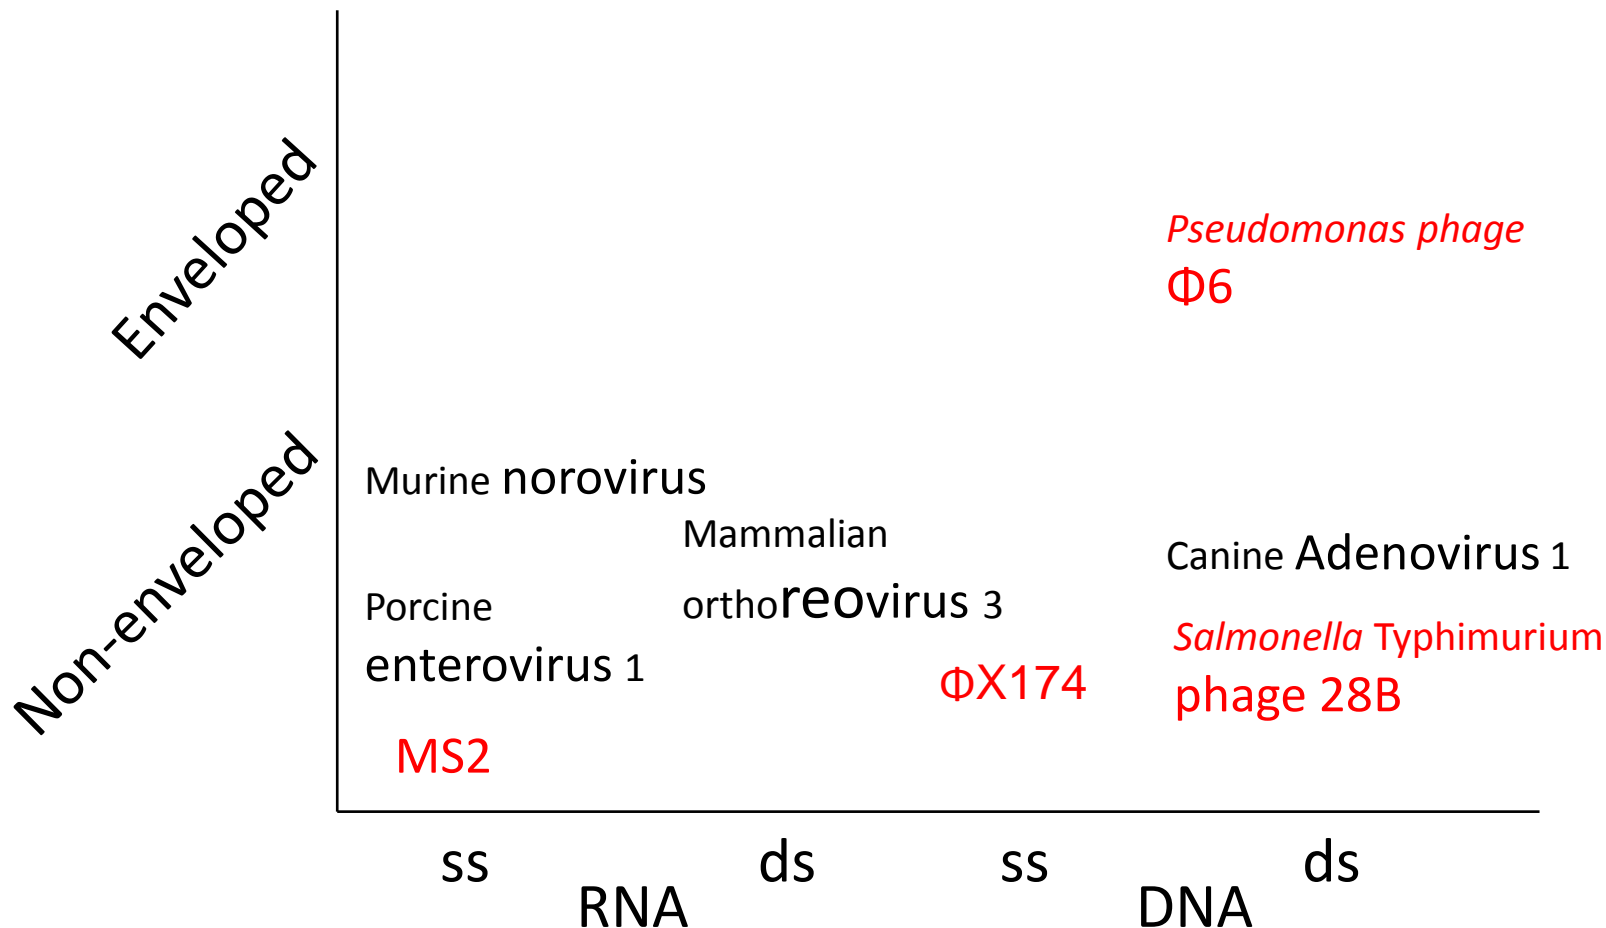 Enveloped
Pseudomonas phage
Φ6
Non-enveloped
Murine norovirus
Mammalian
orthoreovirus 3
Canine Adenovirus 1
Porcine
enterovirus 1
Salmonella Typhimurium
phage 28B
ΦX174
MS2
ss
ds
ss
ds
RNA
DNA